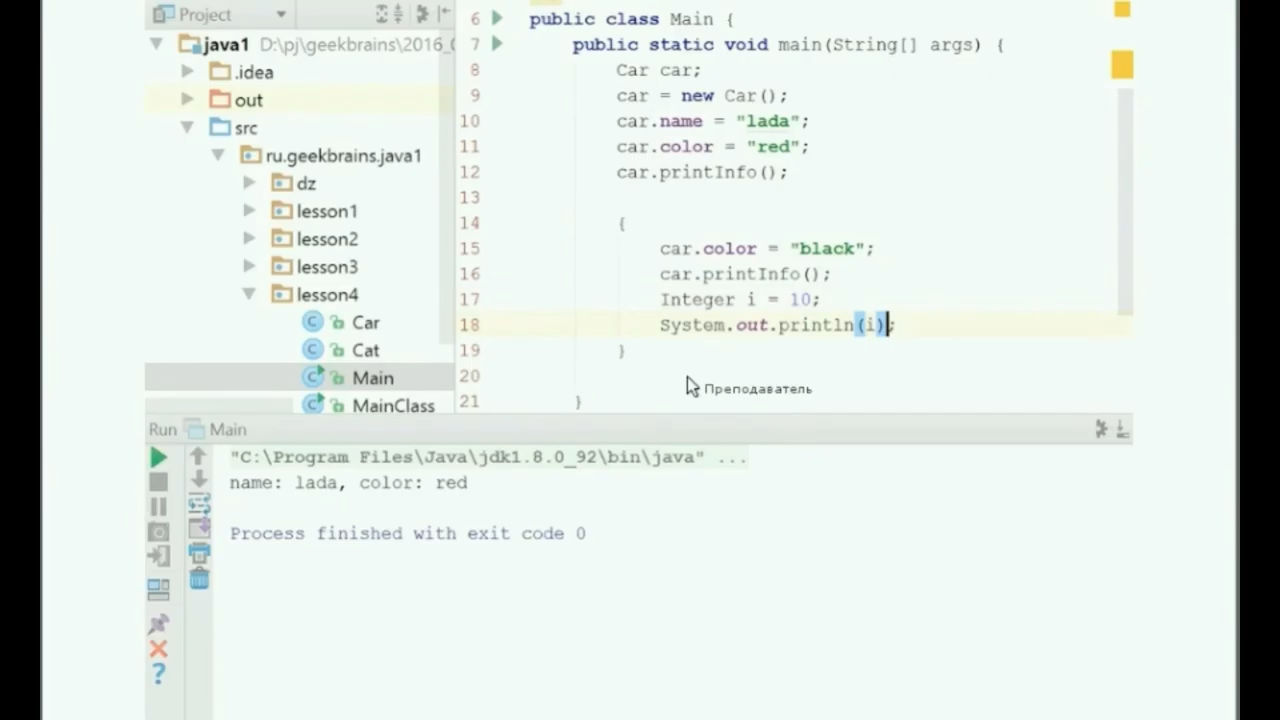 Project
java1 D:\pj\geekbrains\2016_
.idea
out
src
ru.geekbrains.java1
dz
lesson1
lesson2
lesson3
lesson4
Car
Cat
Main
MainClass
6 public class Main {
7 public static void main(String[] args) {
8 Car car;
9 car = new Car();
10 car.name = "lada";
11 car.color = "red";
12 car.printInfo();
13
14 {
15 car.color = "black";
16 car.printInfo();
17 Integer i = 10;
18 System.out.println(i);
19 }
20
21 }
Преподаватель
Run Main
"C:\Program Files\Java\jdk1.8.0_92\bin\java" ...
name: lada, color: red
Process finished with exit code 0